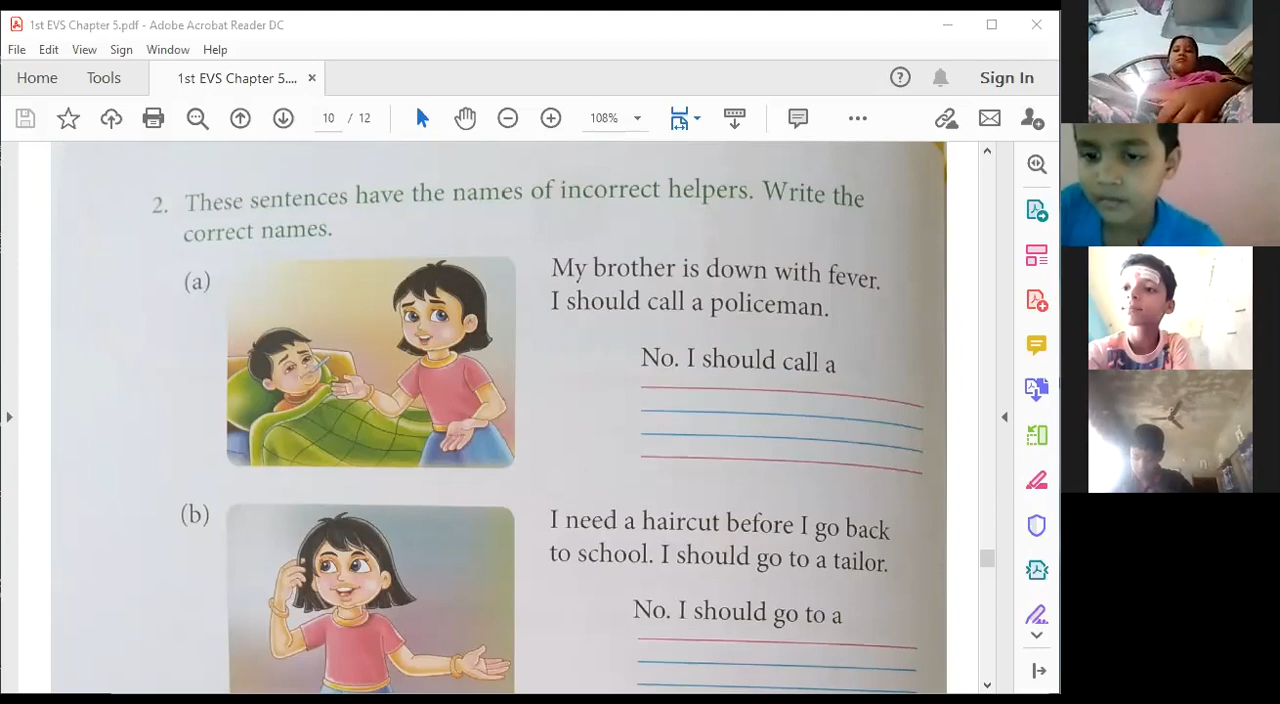 1st EVS Chapter 5.pdf - Adobe Acrobat Reader DC
File Edit View Sign Window Help
Home Tools 1st EVS Chapter 5.... × Sign In
10 / 12 108%
2. These sentences have the names of incorrect helpers. Write the
correct names.
(a)
My brother is down with fever.
I should call a policeman.
No. I should call a
(b)
I need a haircut before I go back
to school. I should go to a tailor.
No. I should go to a